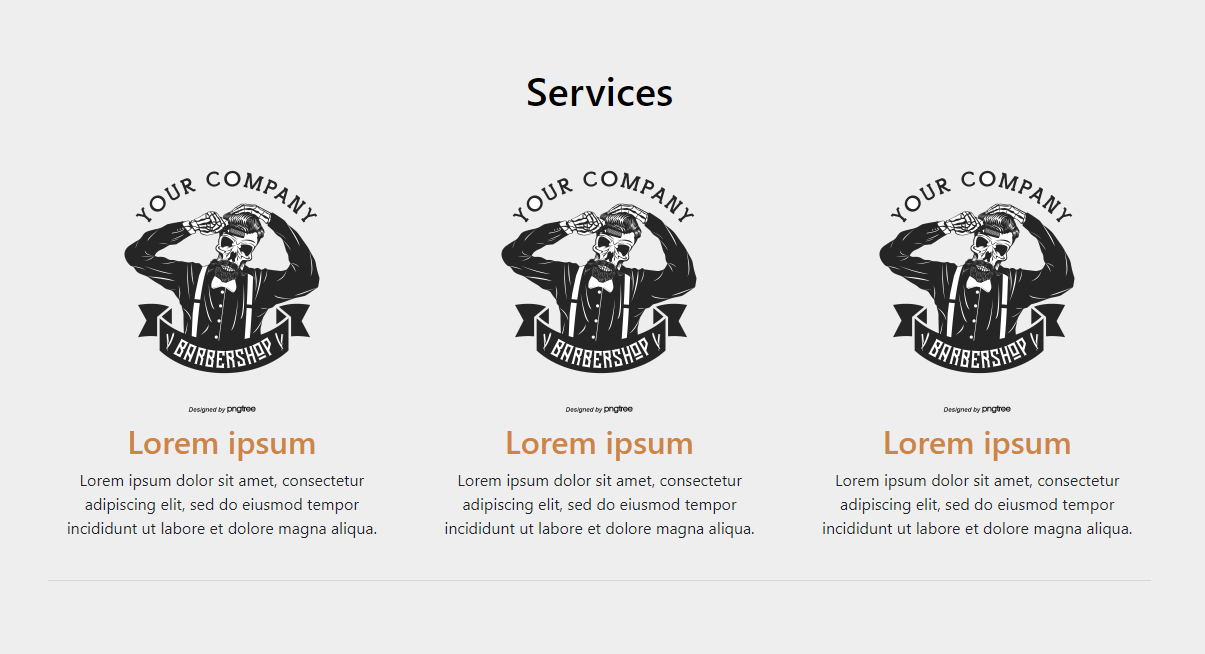 Services
YOUR COMPANY
BARBERSHOP
Designed by pngtree
Lorem ipsum
Lorem ipsum dolor sit amet, consectetur
adipiscing elit, sed do eiusmod tempor
incididunt ut labore et dolore magna aliqua.
YOUR COMPANY
BARBERSHOP
Designed by pngtree
Lorem ipsum
Lorem ipsum dolor sit amet, consectetur
adipiscing elit, sed do eiusmod tempor
incididunt ut labore et dolore magna aliqua.
YOUR COMPANY
BARBERSHOP
Designed by pngtree
Lorem ipsum
Lorem ipsum dolor sit amet, consectetur
adipiscing elit, sed do eiusmod tempor
incididunt ut labore et dolore magna aliqua.